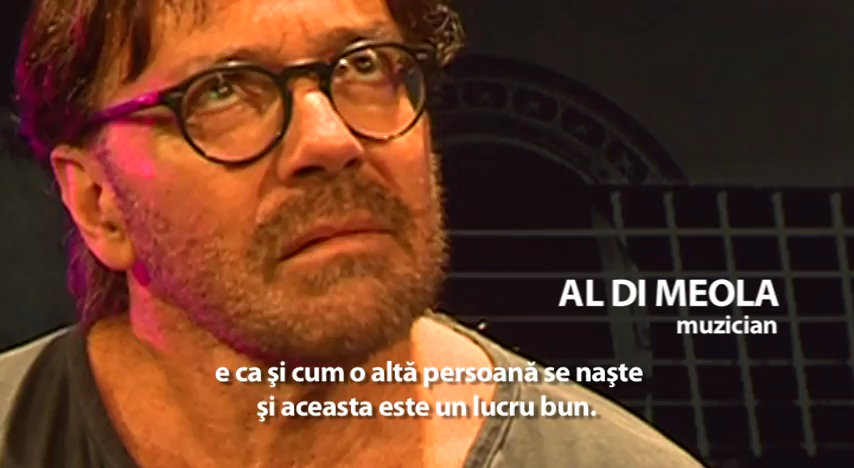 AL DI MEOLA
muzician
e ca şi cum o altă persoană se naşte
şi aceasta este un lucru bun.